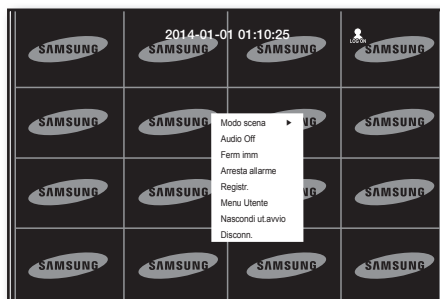 2014-01-01 01:10:25
LOG ON
SAMSUNG SAMSUNG SAMSUNG SAMSUNG
SAMSUNG SAMSUNG SAMSUNG SAMSUNG
Modo scena
Audio Off
Ferm imm
Arresta allarme
SAMSUNG SAMSUNG SAMSUNG SAMSUNG
Registr.
Menu Utente
Nascondi ut.avvio
Disconn.
SAMSUNG SAMSUNG SAMSUNG SAMSUNG